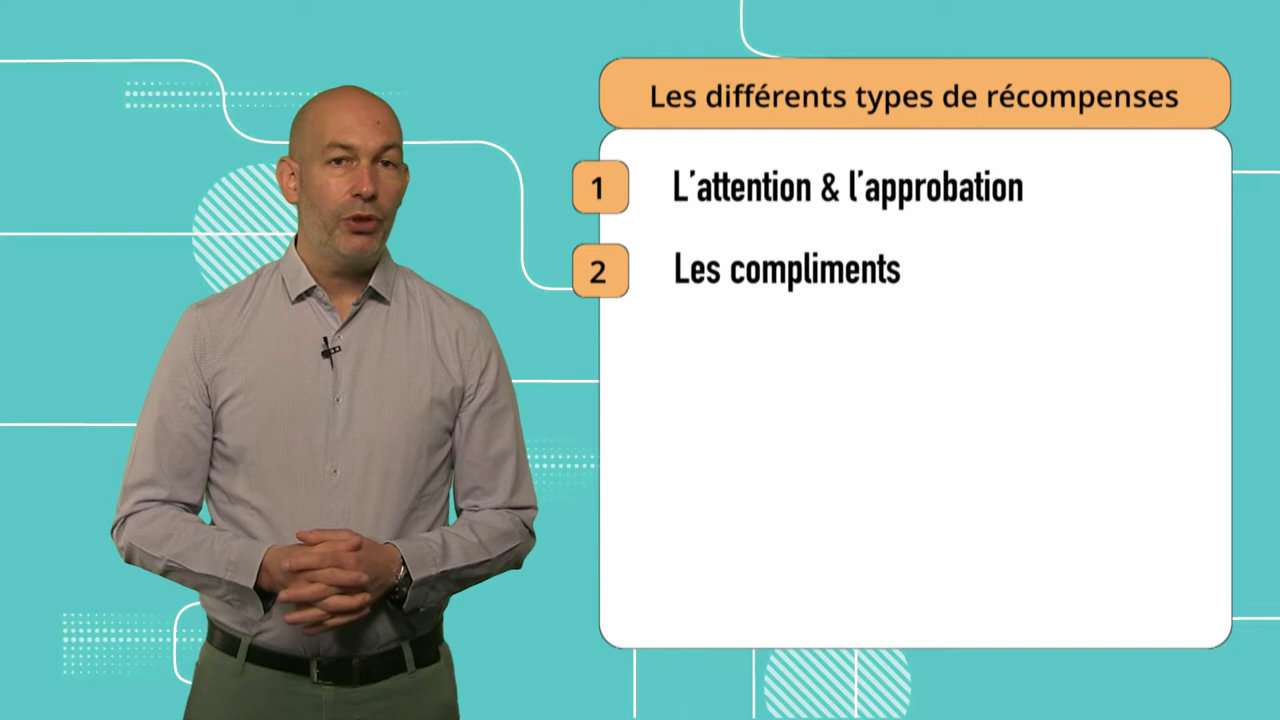 Les différents types de récompenses
1 L’attention & l’approbation
2 Les compliments